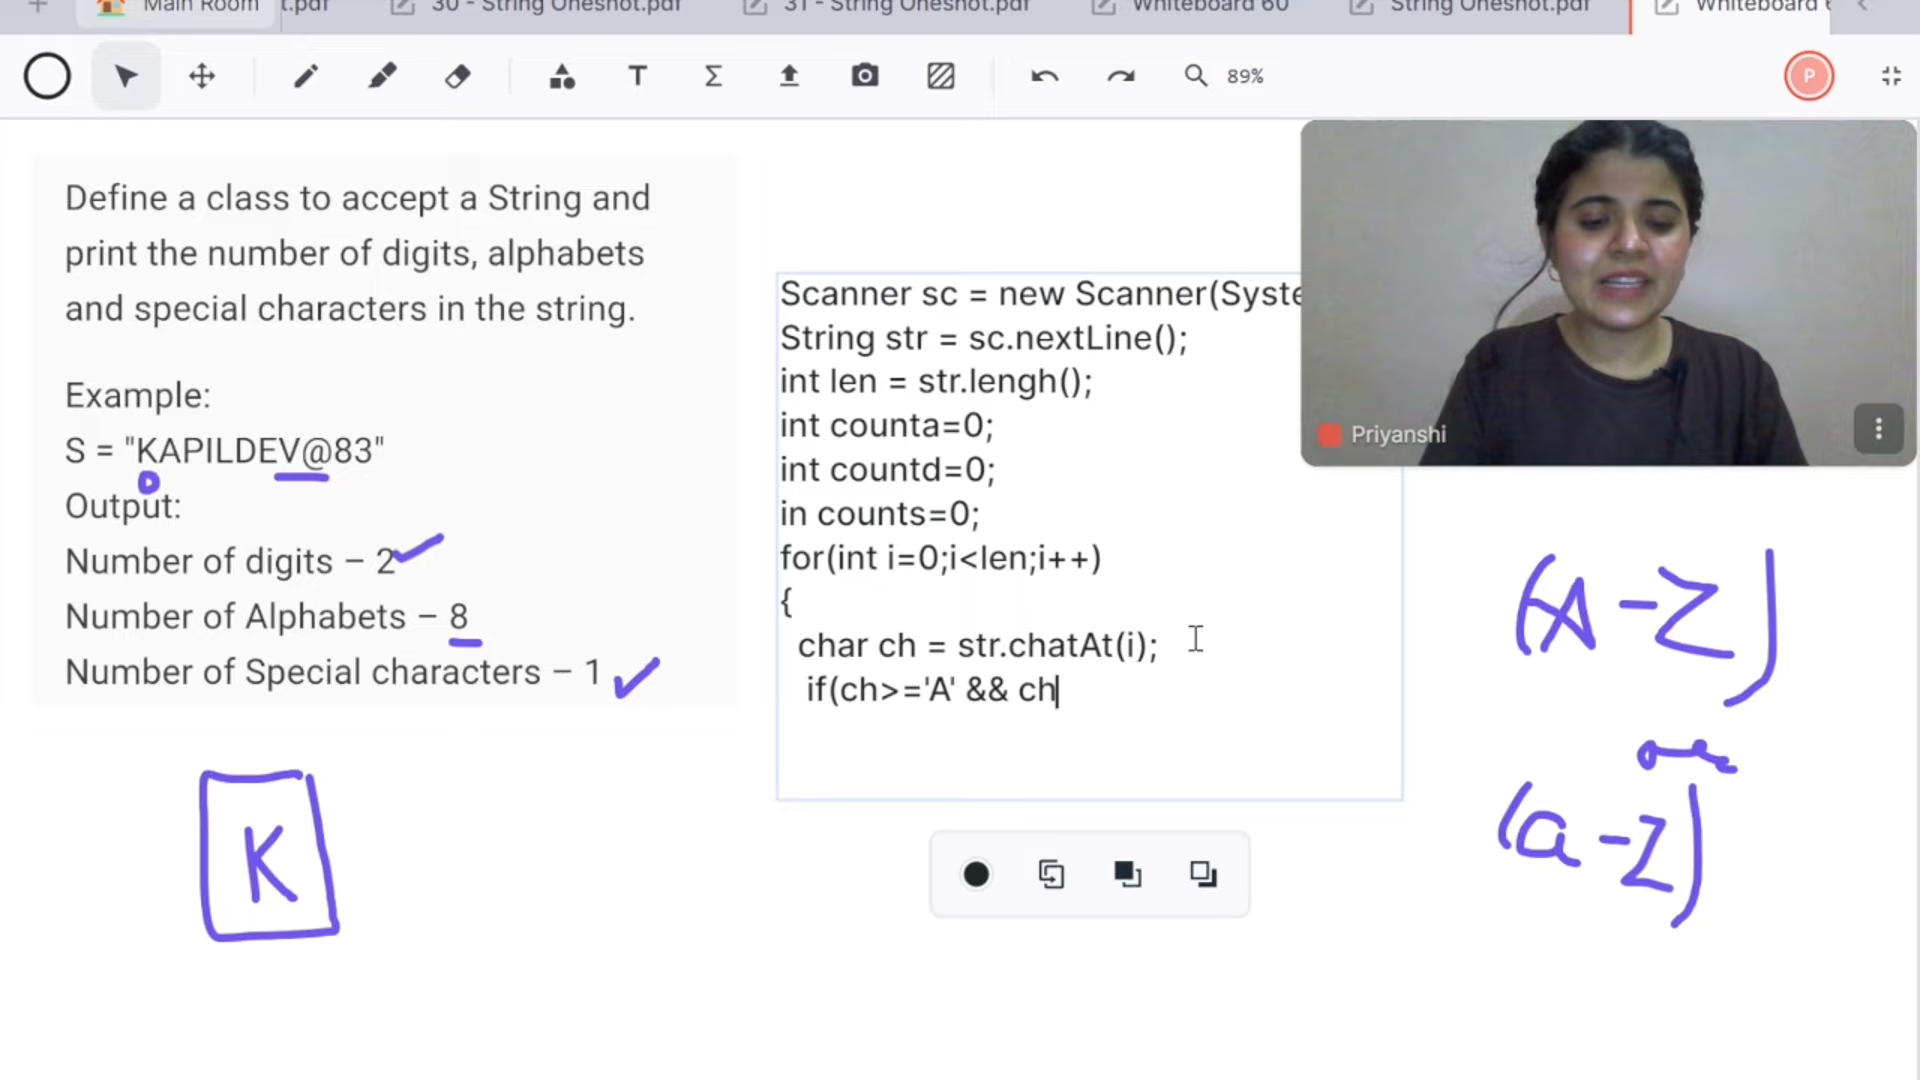 Main Room
t.pdf
30 - String Oneshot.pdf
31 - String Oneshot.pdf
Whiteboard 60
String Oneshot.pdf
Whiteboard
89%
P
Define a class to accept a String and
print the number of digits, alphabets
and special characters in the string.
Example:
S = "KAPILDEV@83"
Output:
Number of digits – 2
Number of Alphabets – 8
Number of Special characters – 1
K
Scanner sc = new Scanner(Syste
String str = sc.nextLine();
int len = str.lengh();
int counta=0;
int countd=0;
in counts=0;
for(int i=0;i<len;i++)
{
char ch = str.chatAt(i);
if(ch>='A' && ch
Priyanshi
(A-Z)
or
(a-z)